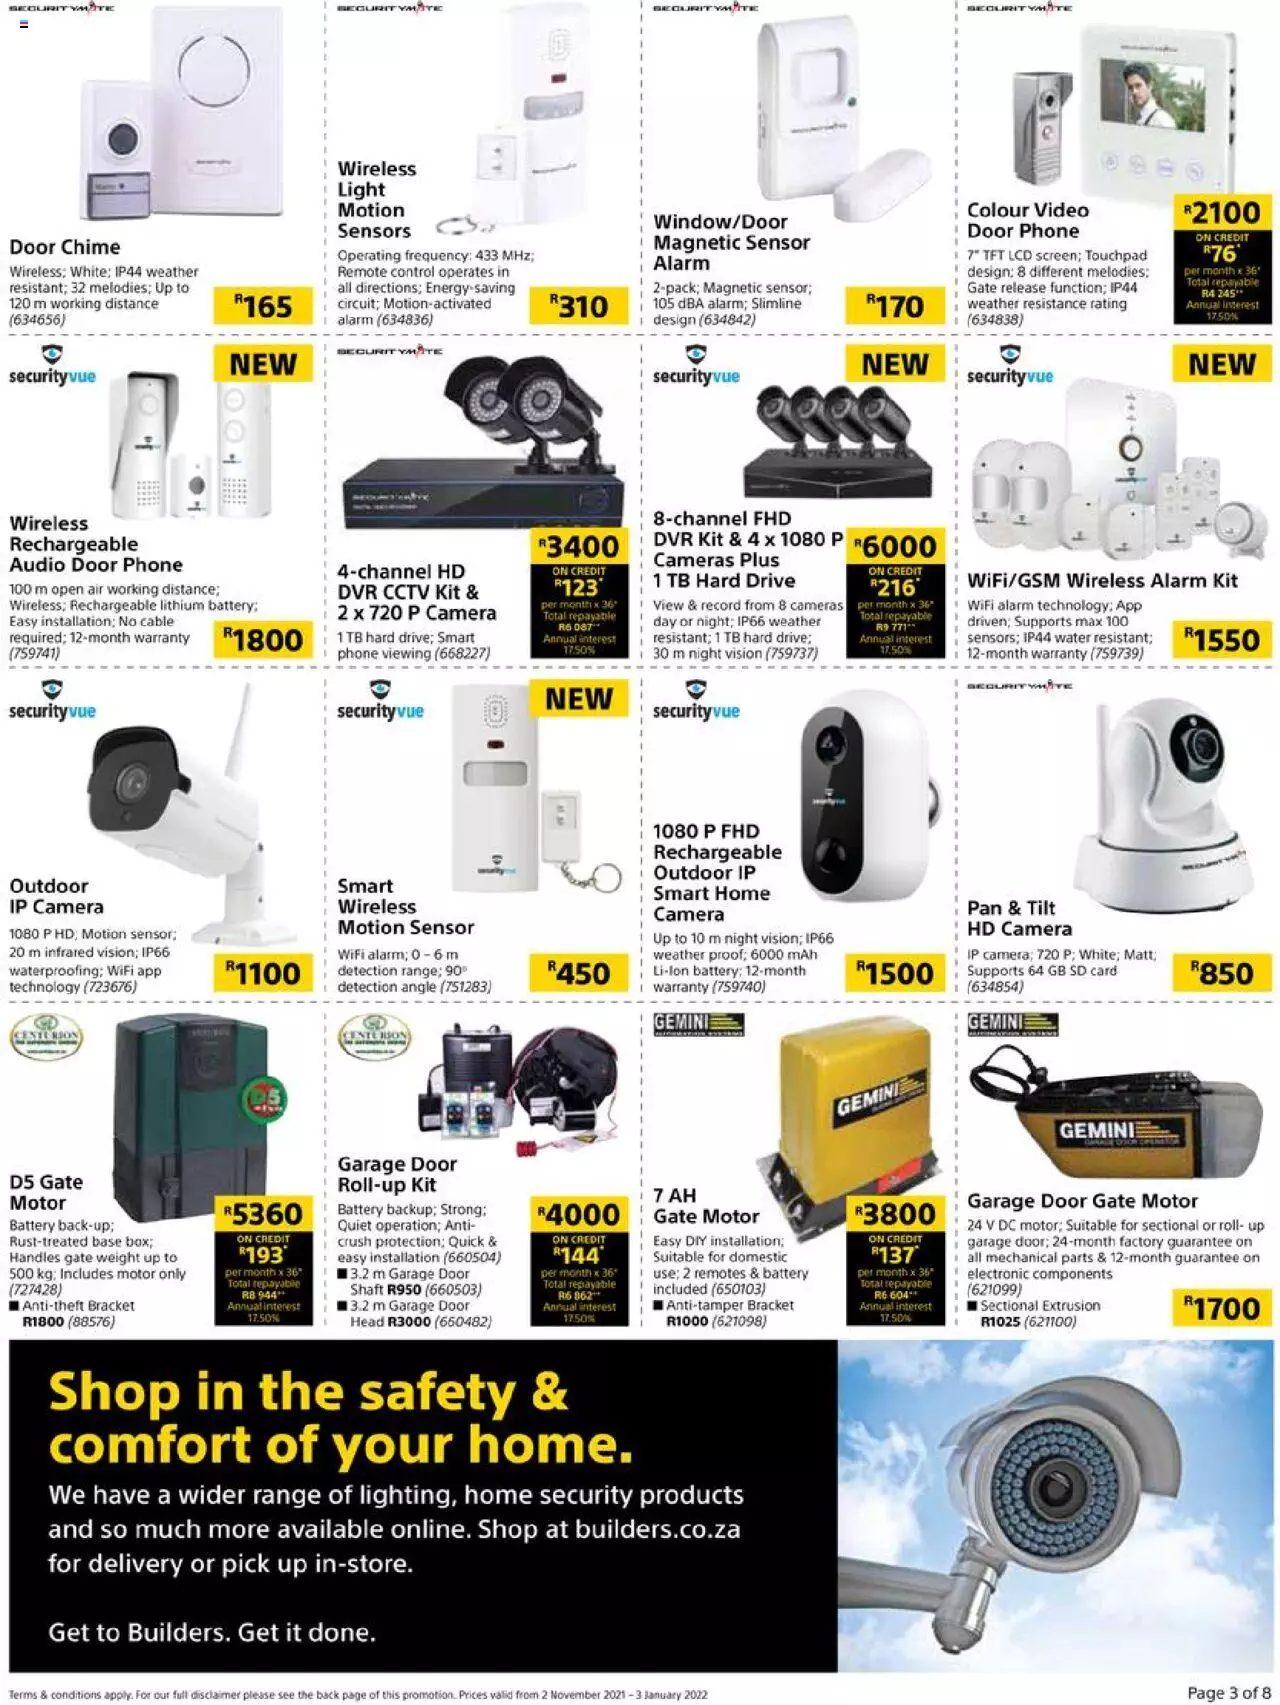 SECURITYMATE
Door Chime
Wireless; White; IP44 weather
resistant; 32 melodies; Up to
120 m working distance
(634656)
R165
SECURITYMATE
Wireless
Light
Motion
Sensors
Operating frequency: 433 MHz;
Remote control operates in
all directions; Energy-saving
circuit; Motion-activated
alarm (634836)
R310
SECURITYMATE
Window/Door
Magnetic Sensor
Alarm
2-pack; Magnetic sensor;
105 dBA alarm; Slimline
design (634842)
R170
SECURITYMATE
Colour Video
Door Phone
7" TFT LCD screen; Touchpad
design; 8 different melodies;
Gate release function; IP44
weather resistance rating
(634838)
R2100
ON CREDIT
R76*
per month x 36*
Total repayable
R4 245**
Annual interest
17.50%
securityvue
NEW
Wireless
Rechargeable
Audio Door Phone
100 m open air working distance;
Wireless; Rechargeable lithium battery;
Easy installation; No cable
required; 12-month warranty
(759741)
R1800
SECURITYMATE
4-channel HD
DVR CCTV Kit &
2 x 720 P Camera
1 TB hard drive; Smart
phone viewing (668227)
R3400
ON CREDIT
R123*
per month x 36*
Total repayable
R6 087**
Annual interest
17.50%
securityvue
NEW
8-channel FHD
DVR Kit & 4 x 1080 P
Cameras Plus
1 TB Hard Drive
View & record from 8 cameras
day or night; IP66 weather
resistant; 1 TB hard drive;
30 m night vision (759737)
R6000
ON CREDIT
R216*
per month x 36*
Total repayable
R9 771**
Annual interest
17.50%
securityvue
NEW
WiFi/GSM Wireless Alarm Kit
WiFi alarm technology; App
driven; Supports max 100
sensors; IP44 water resistant;
12-month warranty (759739)
R1550
securityvue
Outdoor
IP Camera
1080 P HD; Motion sensor;
20 m infrared vision; IP66
waterproofing; WiFi app
technology (723676)
R1100
securityvue
NEW
Smart
Wireless
Motion Sensor
WiFi alarm; 0 – 6 m
detection range; 90°
detection angle (751283)
R450
securityvue
1080 P FHD
Rechargeable
Outdoor IP
Smart Home
Camera
Up to 10 m night vision; IP66
weather proof; 6000 mAh
Li-Ion battery; 12-month
warranty (759740)
R1500
SECURITYMATE
Pan & Tilt
HD Camera
IP camera; 720 P; White; Matt;
Supports 64 GB SD card
(634854)
R850
CENTURION
D5
D5 Gate
Motor
Battery back-up;
Rust-treated base box;
Handles gate weight up to
500 kg; Includes motor only
(727428)
■ Anti-theft Bracket
R1800 (88576)
R5360
ON CREDIT
R193*
per month x 36*
Total repayable
R8 944**
Annual interest
17.50%
CENTURION
Garage Door
Roll-up Kit
Battery backup; Strong;
Quiet operation; Anti-
crush protection; Quick &
easy installation (660504)
■ 3.2 m Garage Door
Shaft R950 (660503)
■ 3.2 m Garage Door
Head R3000 (660482)
R4000
ON CREDIT
R144*
per month x 36*
Total repayable
R6 862**
Annual interest
17.50%
GEMINI
GEMINI
7 AH
Gate Motor
Easy DIY installation;
Suitable for domestic
use; 2 remotes & battery
included (650103)
■ Anti-tamper Bracket
R1000 (621098)
R3800
ON CREDIT
R137*
per month x 36*
Total repayable
R6 604**
Annual interest
17.50%
GEMINI
GEMINI
GARAGE DOOR OPERATOR
Garage Door Gate Motor
24 V DC motor; Suitable for sectional or roll- up
garage door; 24-month factory guarantee on
all mechanical parts & 12-month guarantee on
electronic components
(621099)
■ Sectional Extrusion
R1025 (621100)
R1700
Shop in the safety &
comfort of your home.
We have a wider range of lighting, home security products
and so much more available online. Shop at builders.co.za
for delivery or pick up in-store.
Get to Builders. Get it done.
Terms & conditions apply. For our full disclaimer please see the back page of this promotion. Prices valid from 2 November 2021 – 3 January 2022
Page 3 of 8